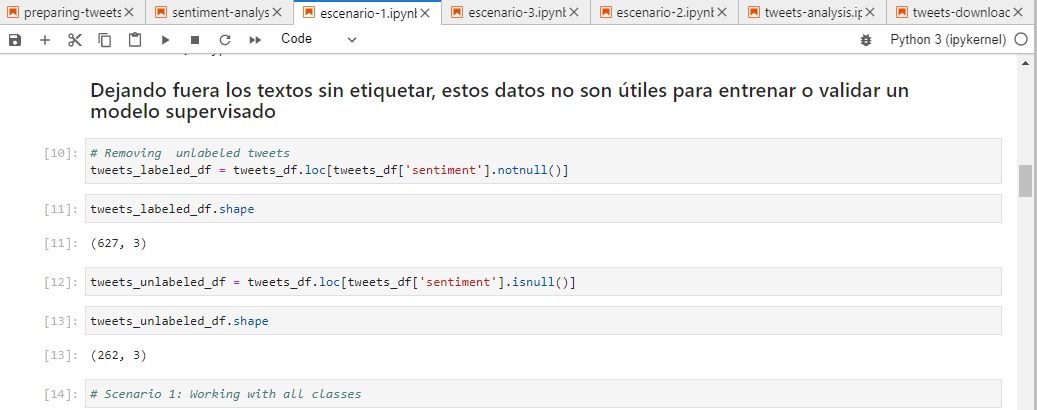 preparing-tweets
sentiment-analys
escenario-1.ipynb
escenario-3.ipynb
escenario-2.ipynb
tweets-analysis.ip
tweets-downloac
Code
Python 3 (ipykernel)
Dejando fuera los textos sin etiquetar, estos datos no son útiles para entrenar o validar un
modelo supervisado
[10]: # Removing  unlabeled tweets
tweets_labeled_df = tweets_df.loc[tweets_df['sentiment'].notnull()]
[11]: tweets_labeled_df.shape
[11]: (627, 3)
[12]: tweets_unlabeled_df = tweets_df.loc[tweets_df['sentiment'].isnull()]
[13]: tweets_unlabeled_df.shape
[13]: (262, 3)
[14]: # Scenario 1: Working with all classes